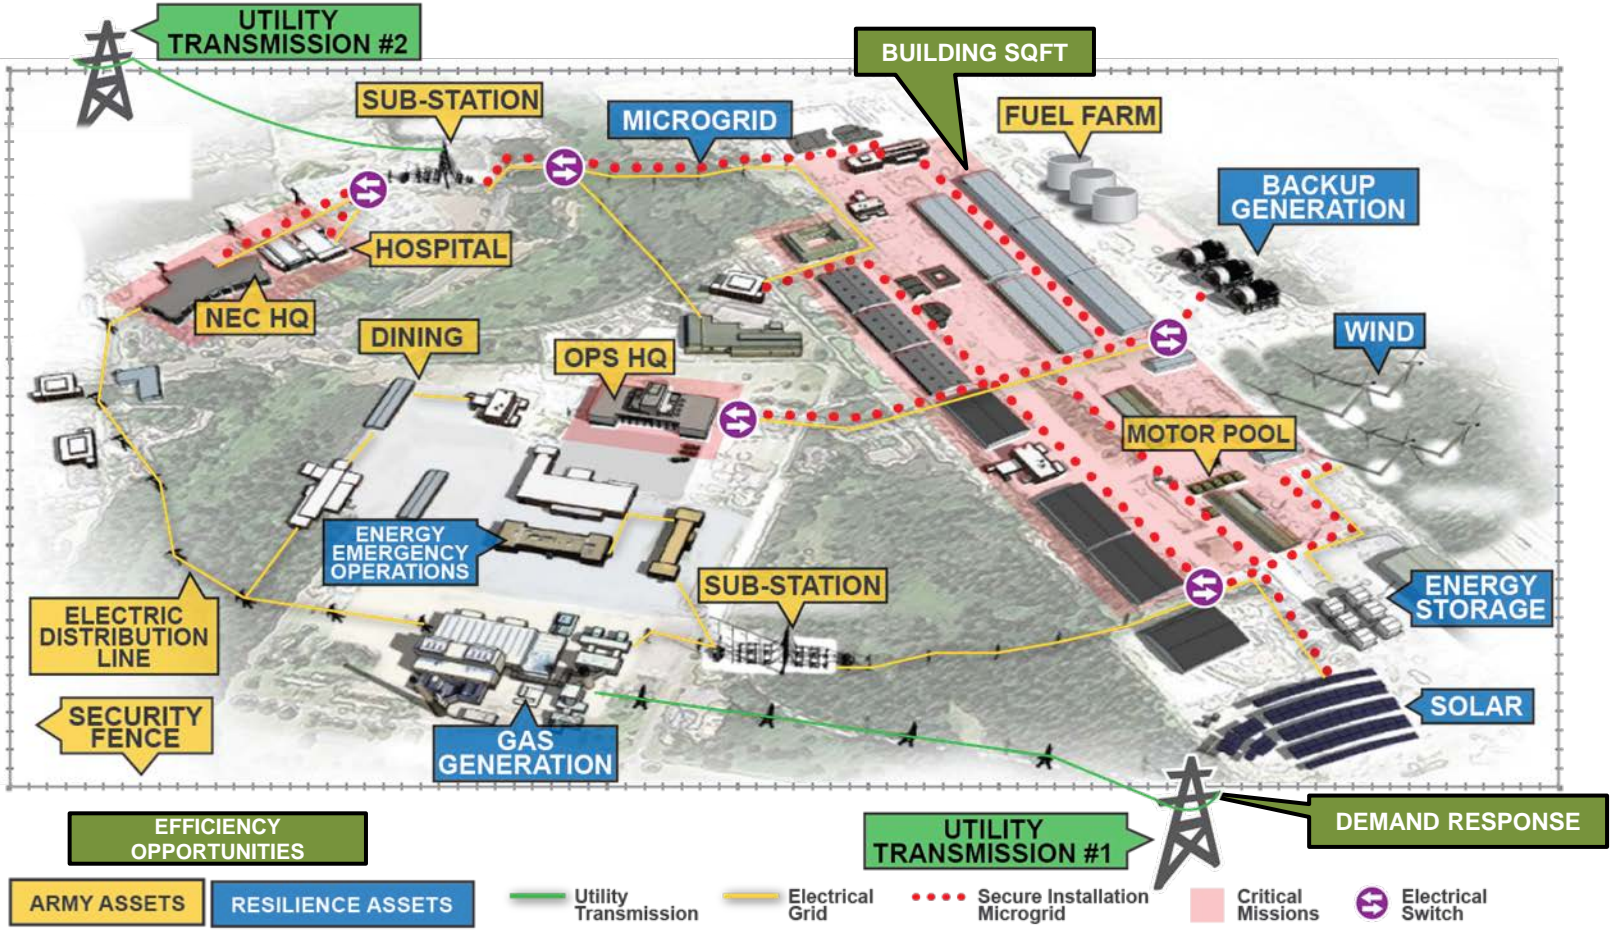 UTILITY
TRANSMISSION #2
BUILDING SQFT
SUB-STATION
MICROGRID
FUEL FARM
BACKUP
GENERATION
HOSPITAL
NEC HQ
DINING
OPS HQ
WIND
MOTOR POOL
ENERGY
EMERGENCY
OPERATIONS
SUB-STATION
ENERGY
STORAGE
ELECTRIC
DISTRIBUTION
LINE
SECURITY
FENCE
GAS
GENERATION
SOLAR
UTILITY
TRANSMISSION #1
DEMAND RESPONSE
EFFICIENCY
OPPORTUNITIES
ARMY ASSETS
RESILIENCE ASSETS
Utility
Transmission
Electrical
Grid
Secure Installation
Microgrid
Critical
Missions
Electrical
Switch